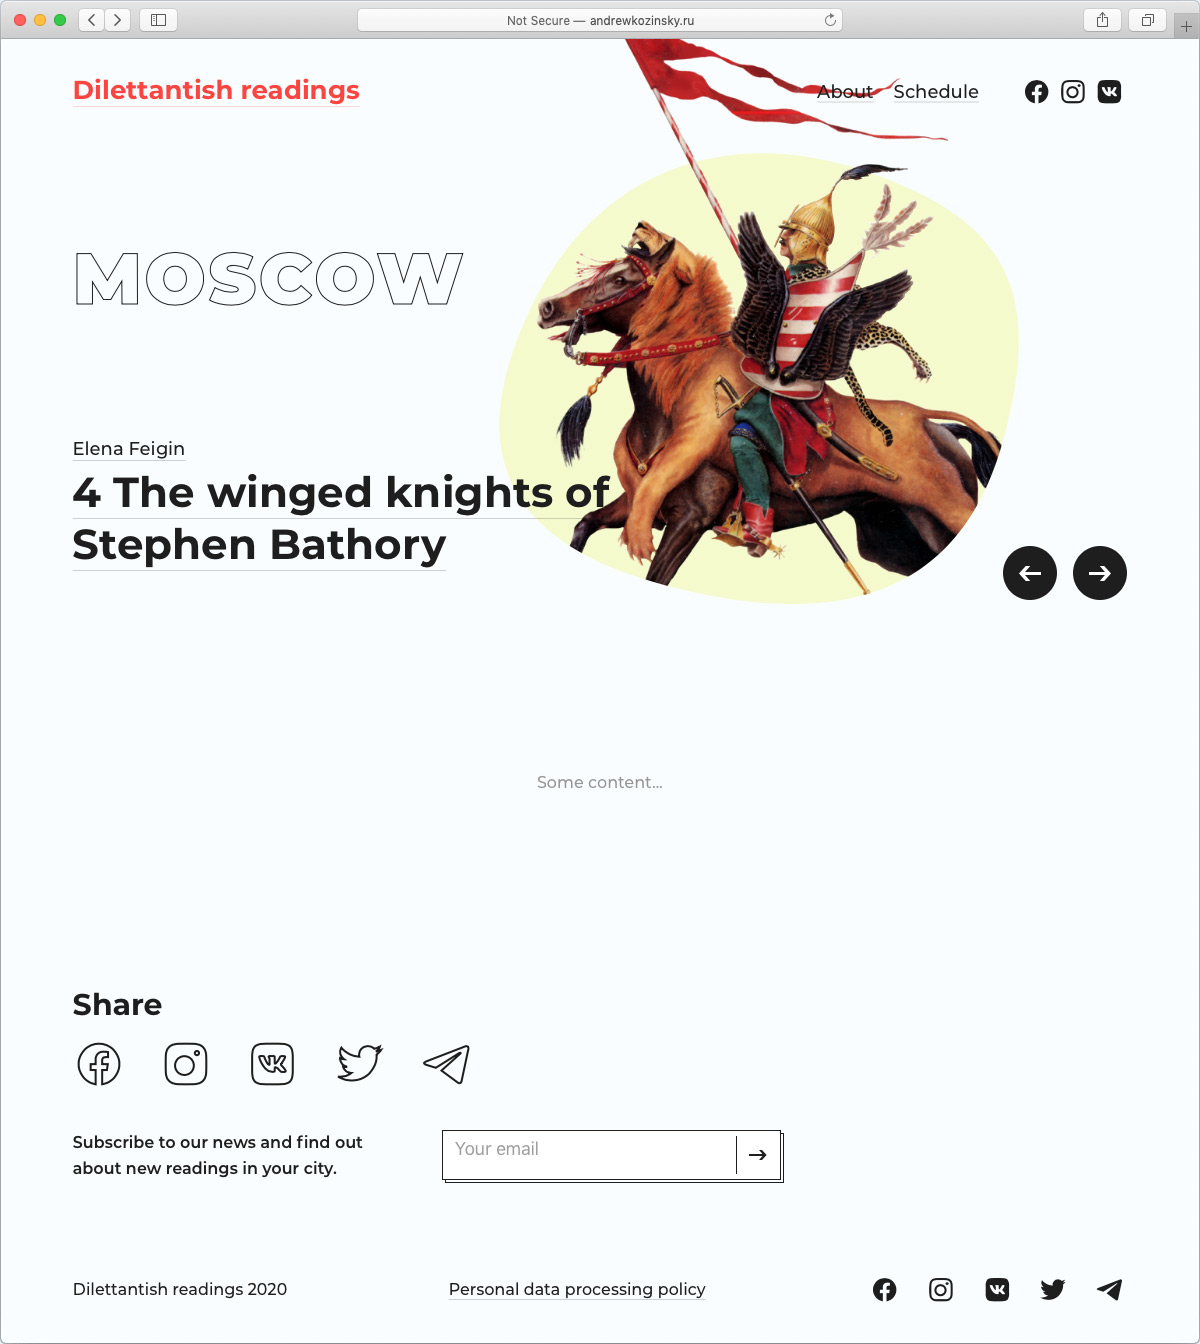 Not Secure — andrewkozinsky.ru
Dilettantish readings
About Schedule
MOSCOW
Elena Feigin
4 The winged knights of
Stephen Bathory
Some content...
Share
Subscribe to our news and find out
about new readings in your city.
Your email
Dilettantish readings 2020
Personal data processing policy